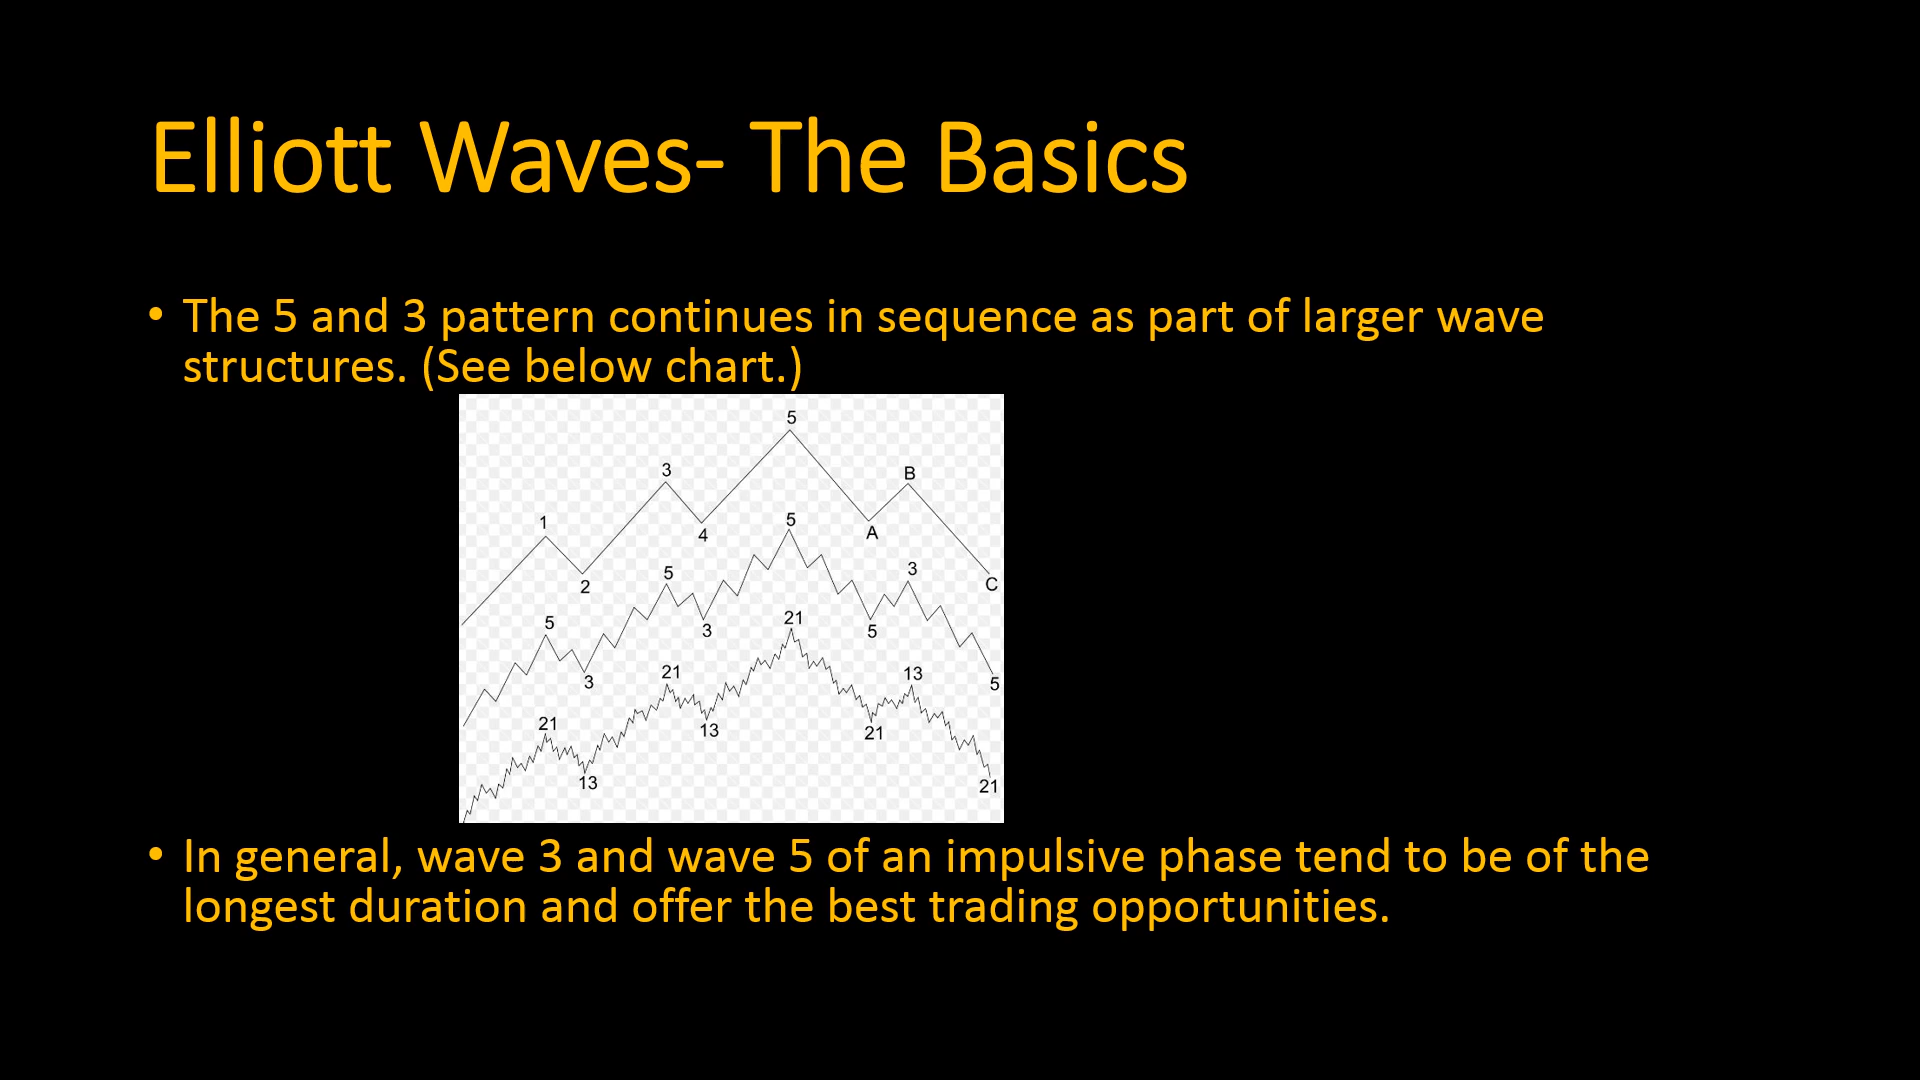 Elliott Waves- The Basics
• The 5 and 3 pattern continues in sequence as part of larger wave
structures. (See below chart.)
5
3
B
1
4
A
2
C
5
5
3
5
3
5
3
5
21
21
13
21
13
21
13
21
• In general, wave 3 and wave 5 of an impulsive phase tend to be of the
longest duration and offer the best trading opportunities.